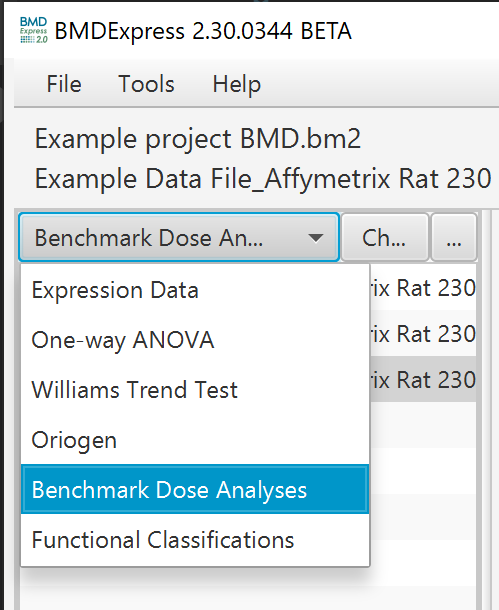 BMD
Express
2.0
BMDExpress 2.30.0344 BETA
File Tools Help
Example project BMD.bm2
Example Data File_Affymetrix Rat 230
Benchmark Dose An... Ch... ...
Expression Data
rix Rat 230
One-way ANOVA
rix Rat 230
Williams Trend Test
rix Rat 230
Oriogen
Benchmark Dose Analyses
Functional Classifications